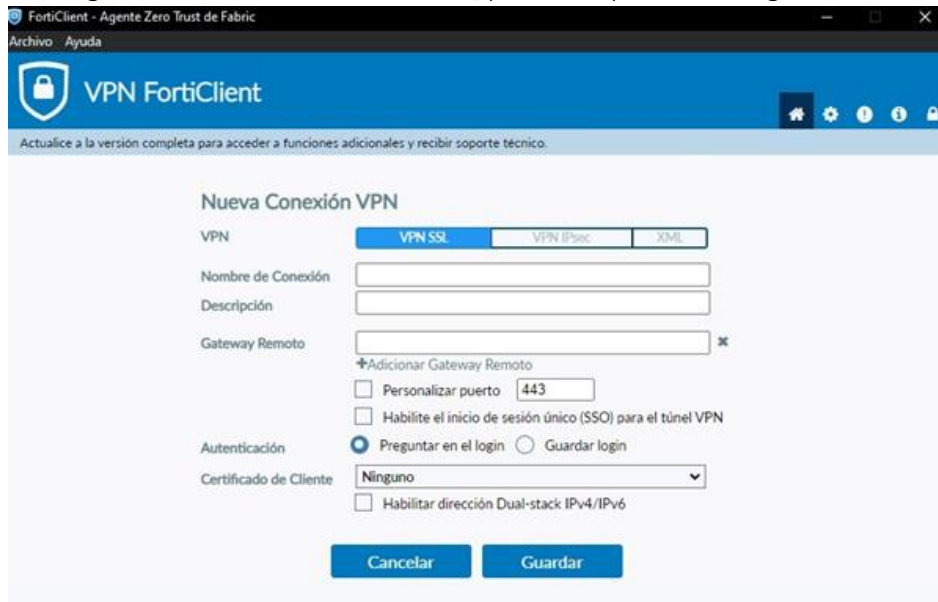 FortiClient - Agente Zero Trust de Fabric
Archivo Ayuda
VPN FortiClient
Actualice a la versión completa para acceder a funciones adicionales y recibir soporte técnico.
Nueva Conexión VPN
VPN VPN SSL VPN IPsec XML
Nombre de Conexión
Descripción
Gateway Remoto
+Adicionar Gateway Remoto
Personalizar puerto 443
Habilite el inicio de sesión único (SSO) para el túnel VPN
Autenticación Preguntar en el login Guardar login
Certificado de Cliente Ninguno
Habilitar dirección Dual-stack IPv4/IPv6
Cancelar Guardar